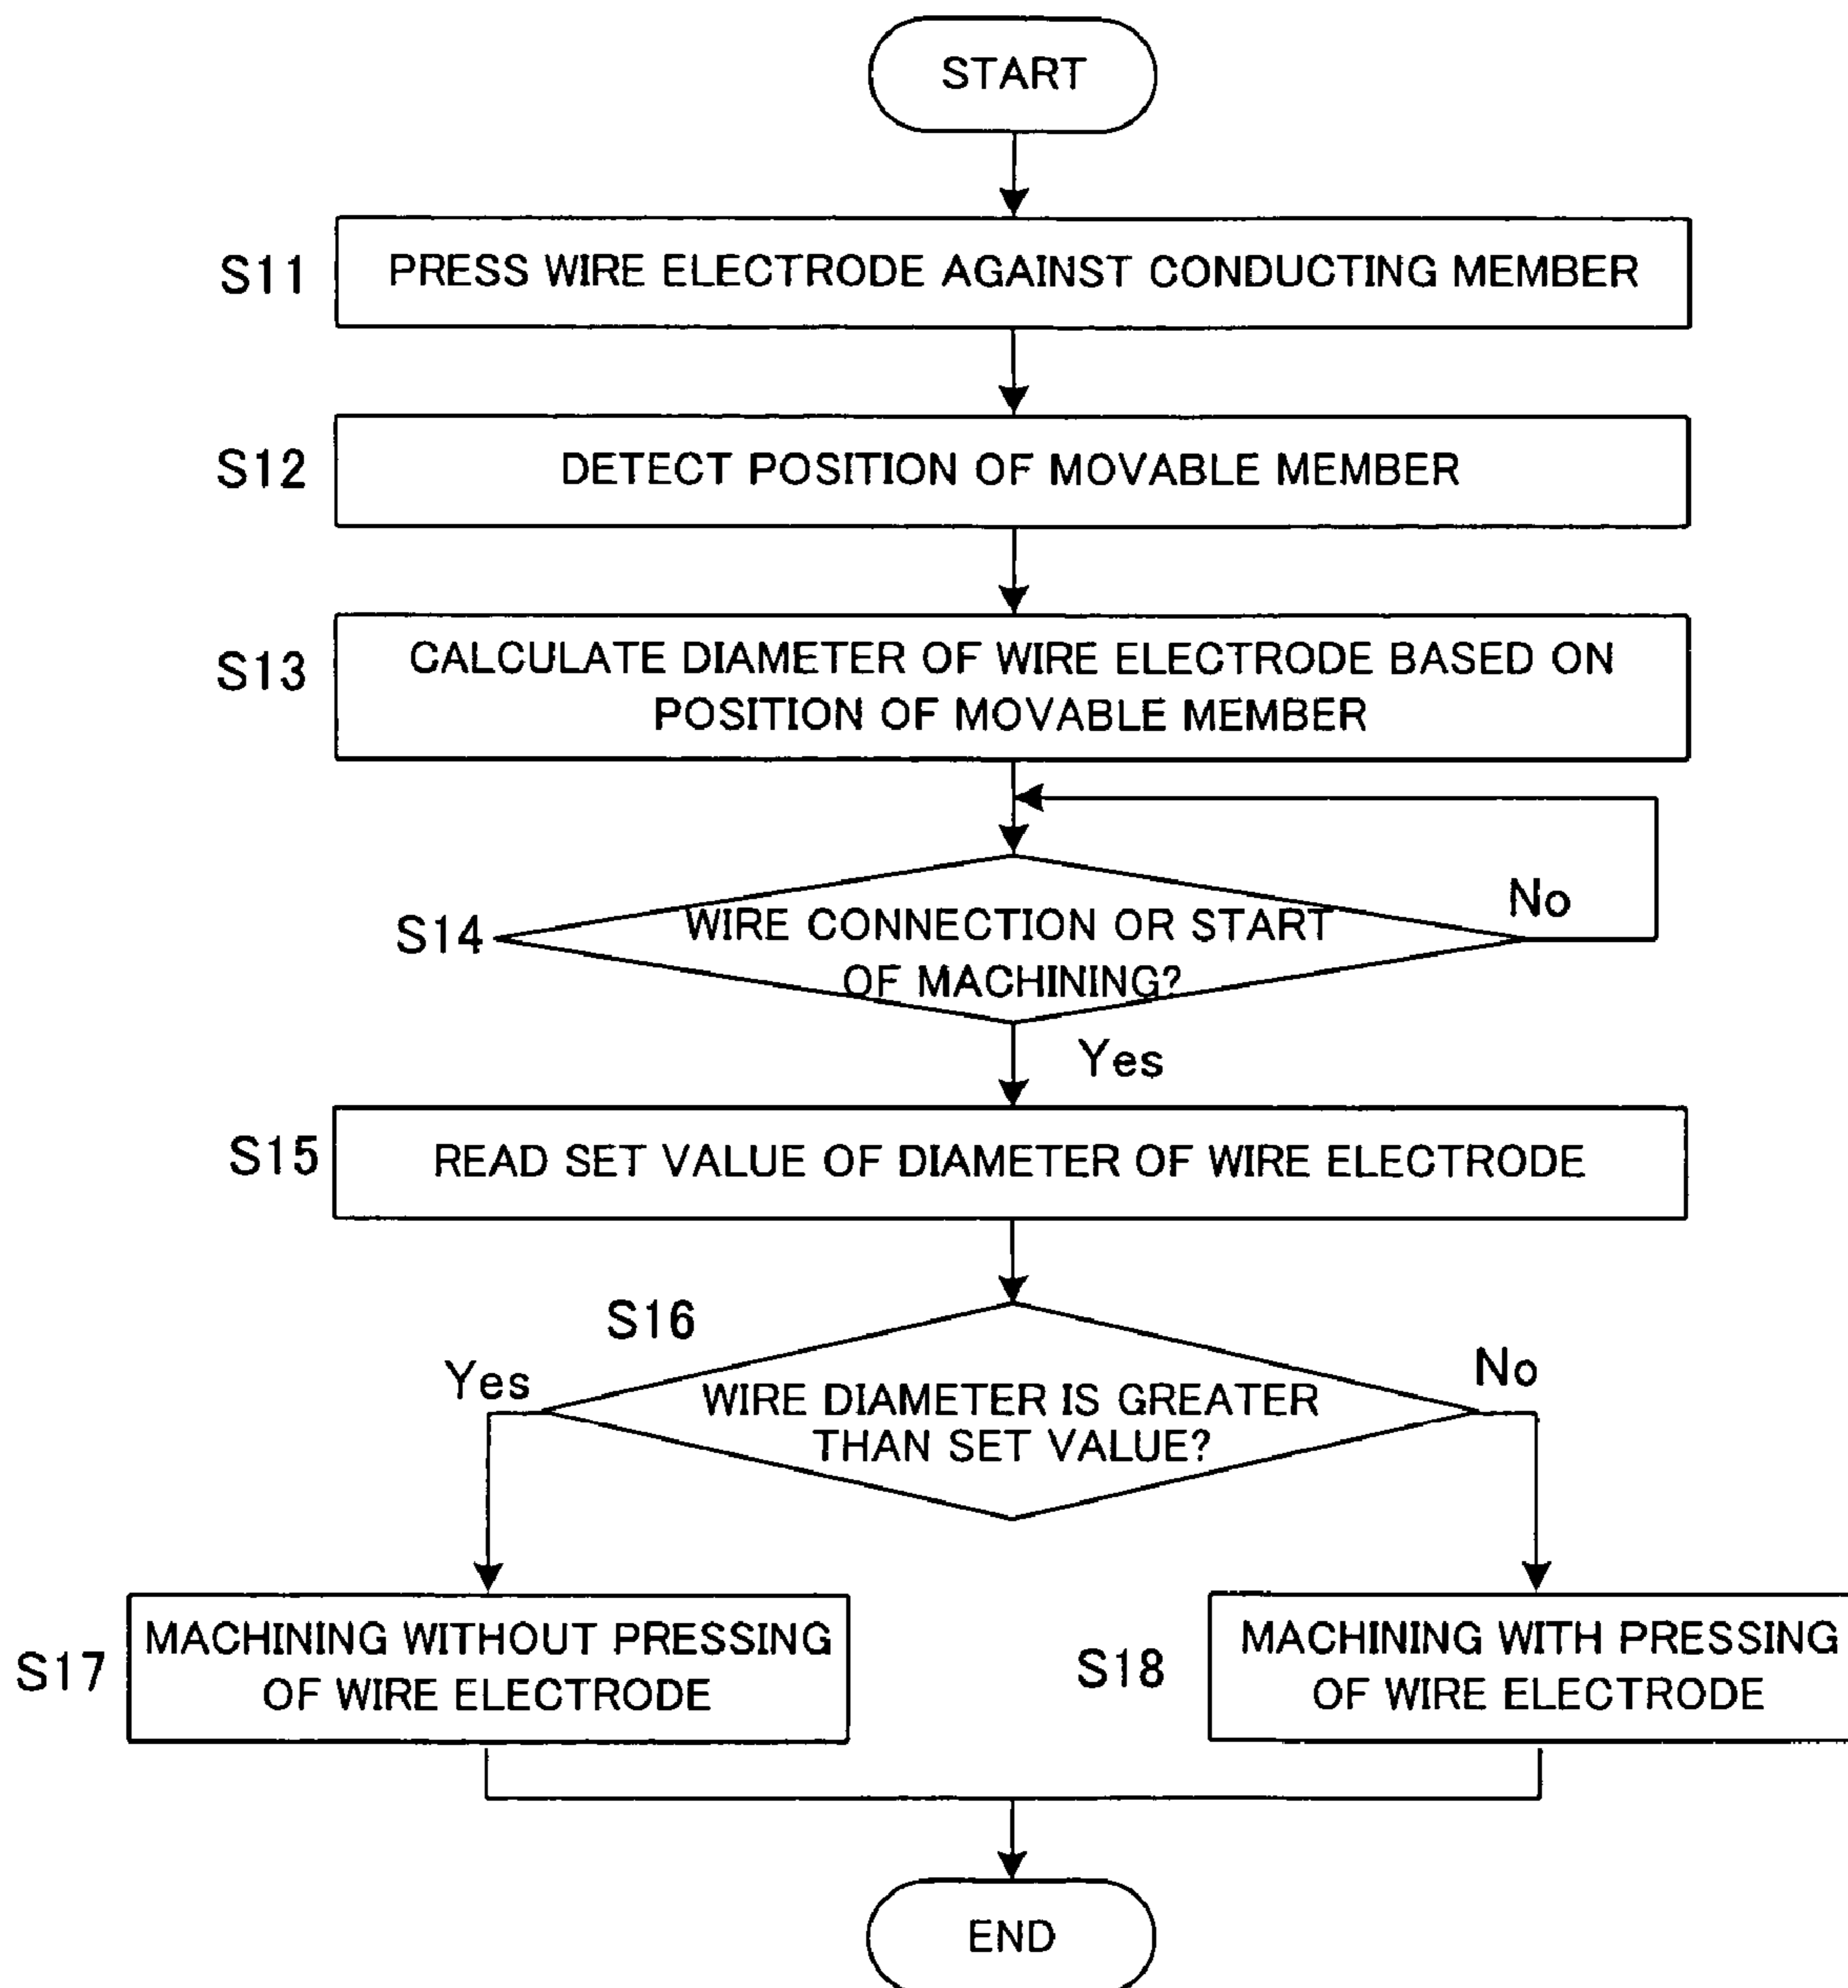 START
S11
PRESS WIRE ELECTRODE AGAINST CONDUCTING MEMBER
S12
DETECT POSITION OF MOVABLE MEMBER
S13
CALCULATE DIAMETER OF WIRE ELECTRODE BASED ON
POSITION OF MOVABLE MEMBER
S14
WIRE CONNECTION OR START
OF MACHINING?
No
Yes
S15
READ SET VALUE OF DIAMETER OF WIRE ELECTRODE
S16
WIRE DIAMETER IS GREATER
THAN SET VALUE?
Yes
No
S17
MACHINING WITHOUT PRESSING
OF WIRE ELECTRODE
S18
MACHINING WITH PRESSING
OF WIRE ELECTRODE
END